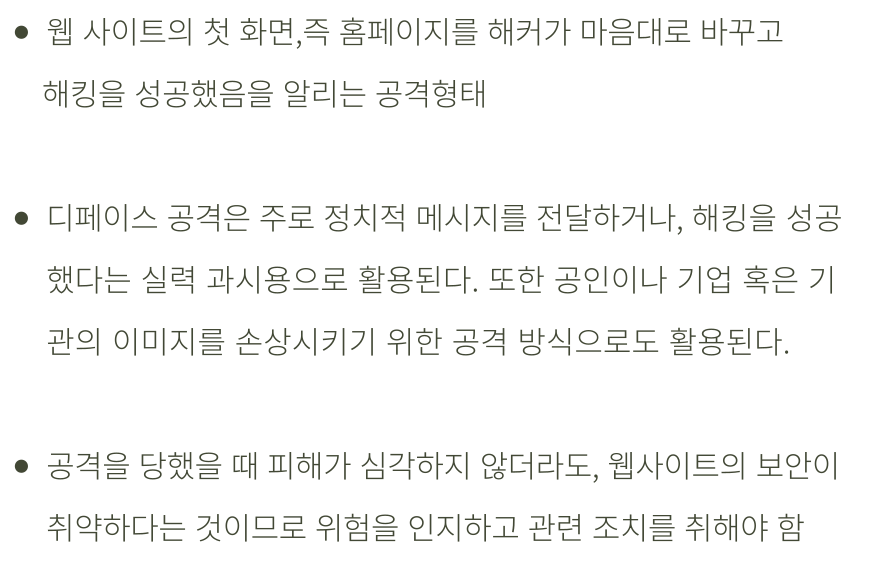 ● 웹 사이트의 첫 화면,즉 홈페이지를 해커가 마음대로 바꾸고
해킹을 성공했음을 알리는 공격형태
● 디페이스 공격은 주로 정치적 메시지를 전달하거나, 해킹을 성공
했다는 실력 과시용으로 활용된다. 또한 공인이나 기업 혹은 기
관의 이미지를 손상시키기 위한 공격 방식으로도 활용된다.
● 공격을 당했을 때 피해가 심각하지 않더라도, 웹사이트의 보안이
취약하다는 것이므로 위험을 인지하고 관련 조치를 취해야 함